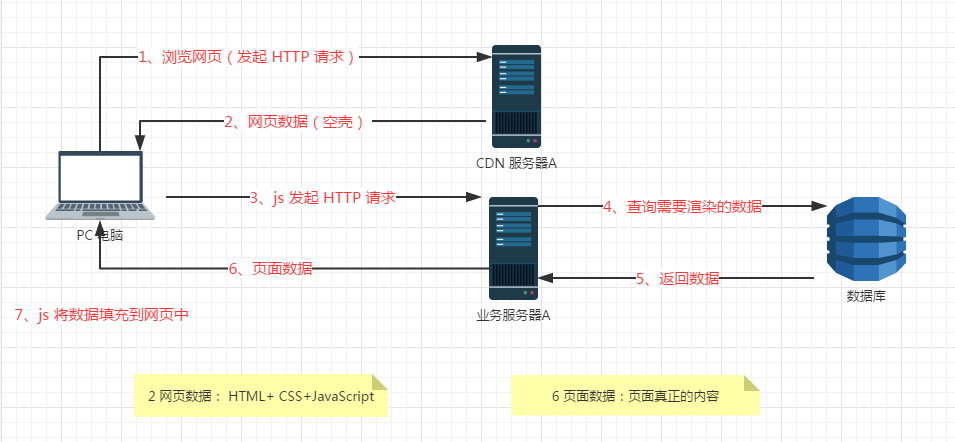 1、浏览网页（发起 HTTP 请求）
2、网页数据（空壳）
CDN 服务器A
3、js 发起 HTTP 请求
4、查询需要渲染的数据
PC 电脑
6、页面数据
5、返回数据
数据库
7、js 将数据填充到网页中
业务服务器A
2 网页数据： HTML+ CSS+JavaScript
6 页面数据：页面真正的内容